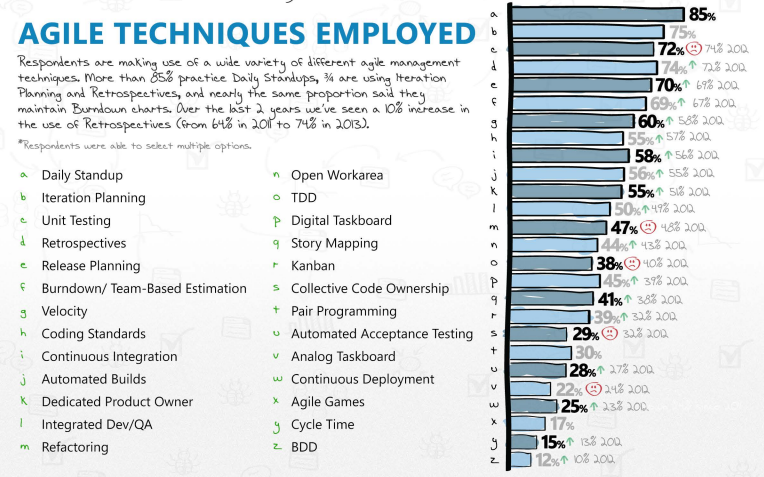 AGILE TECHNIQUES EMPLOYED
Respondents are making use of a wide variety of different agile management
techniques. More than 85% practice Daily Standups, ¾ are using Iteration
Planning and Retrospectives, and nearly the same proportion said they
maintain Burndown charts. Over the last 2 years we've seen a 10% increase in
the use of Retrospectives (from 64% in 2011 to 74% in 2013).
*Respondents were able to select multiple options.
a Daily Standup
b Iteration Planning
c Unit Testing
d Retrospectives
e Release Planning
f Burndown/ Team-Based Estimation
g Velocity
h Coding Standards
i Continuous Integration
j Automated Builds
k Dedicated Product Owner
l Integrated Dev/QA
m Refactoring
n Open Workarea
o TDD
p Digital Taskboard
q Story Mapping
r Kanban
s Collective Code Ownership
t Pair Programming
u Automated Acceptance Testing
v Analog Taskboard
w Continuous Deployment
x Agile Games
y Cycle Time
z BDD
a 85%
b 75%
c 72% 74% 2012
d 74% 72% 2012
e 70% 69% 2012
f 69% 67% 2012
g 60% 58% 2012
h 55% 57% 2012
i 58% 56% 2012
j 56% 55% 2012
k 55% 51% 2012
l 50% 49% 2012
m 47% 48% 2012
n 44% 43% 2012
o 38% 40% 2012
p 45% 39% 2012
q 41% 38% 2012
r 39% 32% 2012
s 29% 32% 2012
t 30%
u 28% 27% 2012
v 22% 24% 2012
w 25% 23% 2012
x 17%
y 15% 13% 2012
z 12% 10% 2012